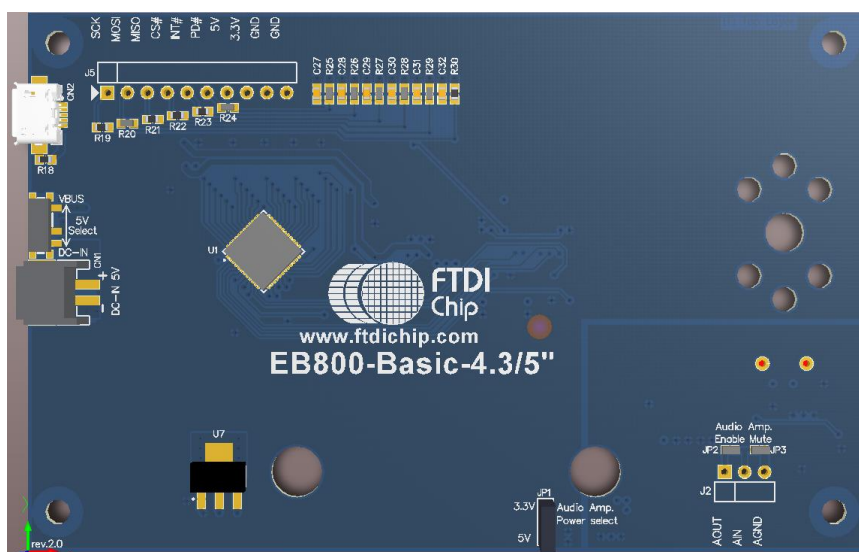 SCK
MOSI
MISO
CS#
INT#
PD#
5V
3.3V
GND
GND
J5
C27
R25
C28
R26
C29
R27
C30
R28
C31
R29
C32
R30
CN2
R19
R20
R21
R22
R23
R24
R18
VBUS
5V
Select
DC-IN
CN1
DC-IN 5V
+
-
U1
FTDI
Chip
www.ftdichip.com
EB800-Basic-4.3/5"
U7
JP1
3.3V
5V
Audio Amp.
Power select
Audio Amp.
Enable Mute
JP2
JP3
J2
AOUT
AIN
AGND
rev.2.0